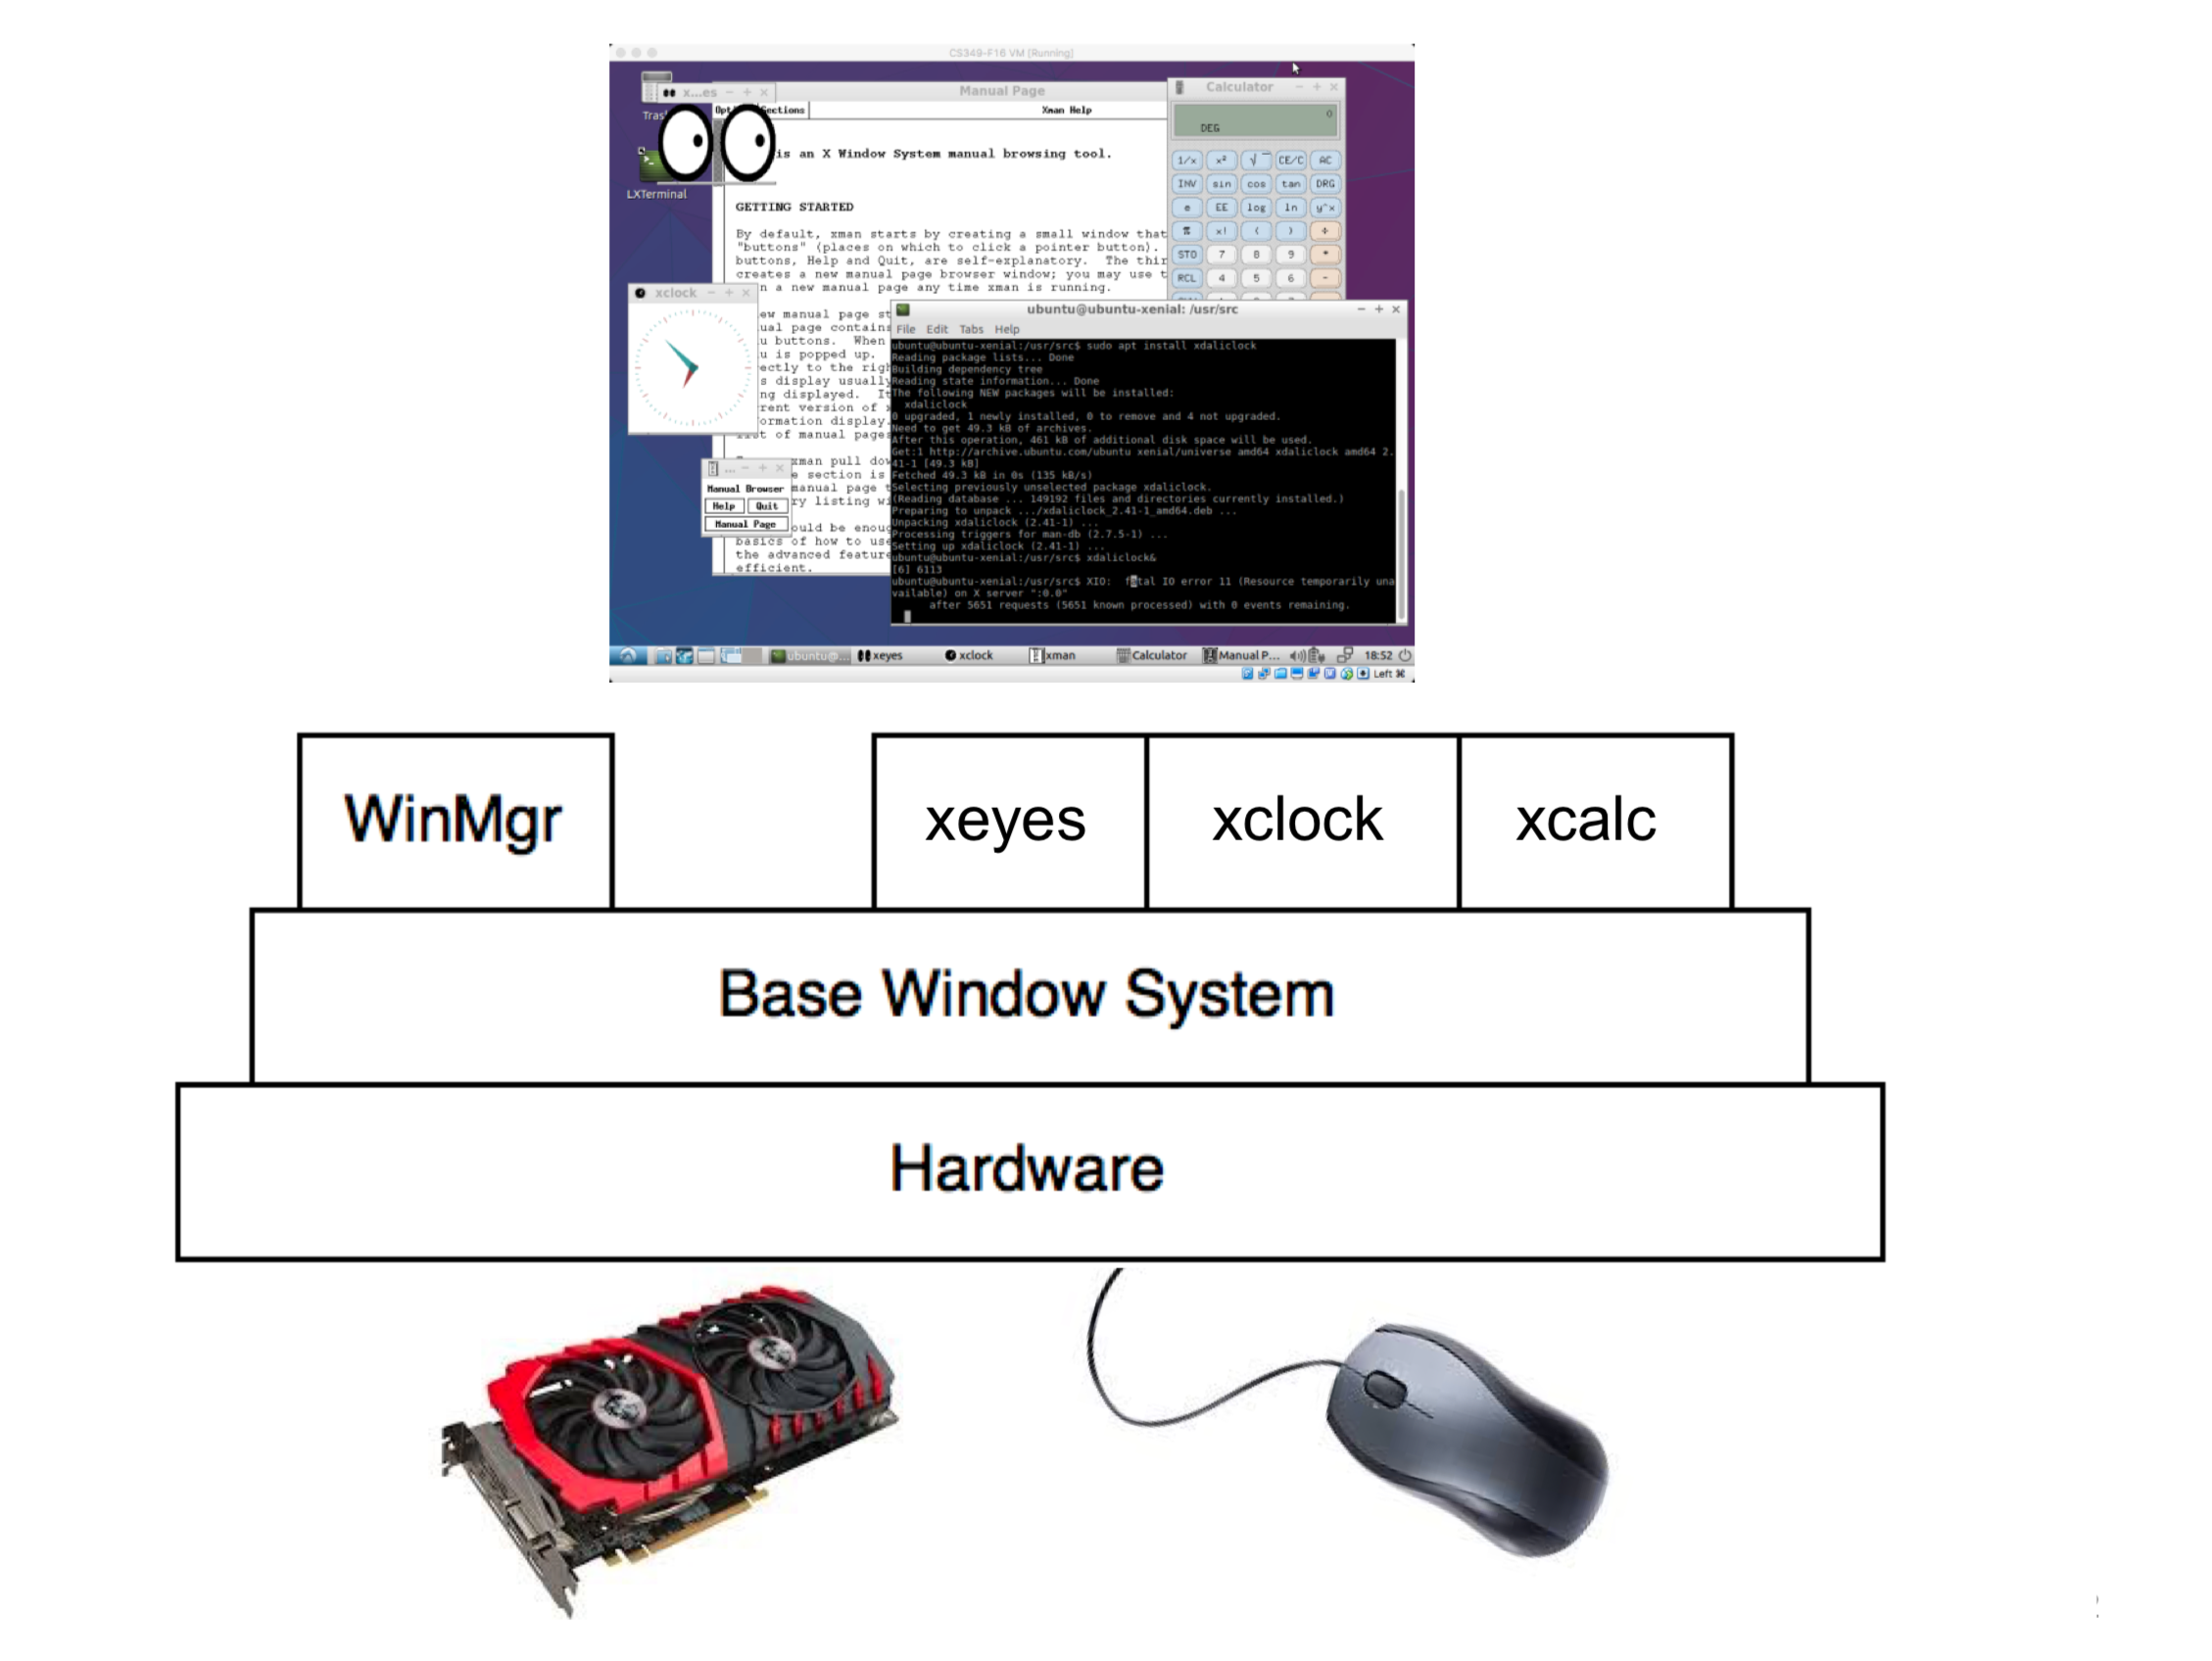 CS349-F16 VM [Running]
x...es
Manual Page
Calculator
Sections
Xman Help
0
DEG
is an X Window System manual browsing tool.
LXTerminal
GETTING STARTED
By default, xman starts by creating a small window that
"buttons" (places on which to click a pointer button).
buttons, Help and Quit, are self-explanatory.  The thir
creates a new manual page browser window; you may use t
n a new manual page any time xman is running.
1/x x² √ CE/C AC
INV sin cos tan DRG
e EE log ln y^x
π x! ( ) ÷
STO 7 8 9 *
RCL 4 5 6 -
xclock
ew manual page st
ual page contains
u buttons.  When
u is popped up.
ectly to the righ
s display usually
ng displayed.  It
rent version of
formation display.
list of manual pages
xman pull dow
e section is
manual page t
ry listing wi
ould be enoug
basics of how to use
the advanced feature
efficient.
...
Manual Browser
Help Quit
Manual Page
ubuntu@ubuntu-xenial: /usr/src
File Edit Tabs Help
ubuntu@ubuntu-xenial:/usr/src$ sudo apt install xdaliclock
Reading package lists... Done
Building dependency tree
Reading state information... Done
The following NEW packages will be installed:
xdaliclock
0 upgraded, 1 newly installed, 0 to remove and 4 not upgraded.
Need to get 49.3 kB of archives.
After this operation, 461 kB of additional disk space will be used.
Get:1 http://archive.ubuntu.com/ubuntu xenial/universe amd64 xdaliclock amd64 2.
41-1 [49.3 kB]
Fetched 49.3 kB in 0s (135 kB/s)
Selecting previously unselected package xdaliclock.
(Reading database ... 149192 files and directories currently installed.)
Preparing to unpack .../xdaliclock_2.41-1_amd64.deb ...
Unpacking xdaliclock (2.41-1) ...
Processing triggers for man-db (2.7.5-1) ...
Setting up xdaliclock (2.41-1) ...
ubuntu@ubuntu-xenial:/usr/src$ xdaliclock&
[6] 6113
ubuntu@ubuntu-xenial:/usr/src$ XIO:  fatal IO error 11 (Resource temporarily una
vailable) on X server ":0.0"
after 5651 requests (5651 known processed) with 0 events remaining.
ubuntu@... xeyes xclock xman Calculator Manual P... 18:52
Left ⌘
WinMgr
xeyes
xclock
xcalc
Base Window System
Hardware